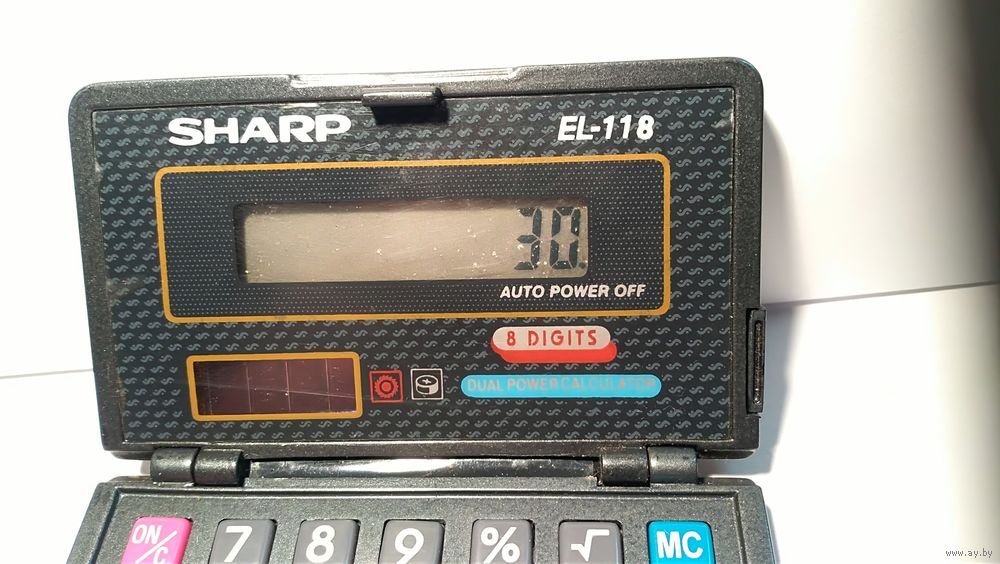 SHARP EL-118
30.
AUTO POWER OFF
8 DIGITS
DUAL POWER CALCULATOR
ON/C 7 8 9 % √ MC
www.ay.by